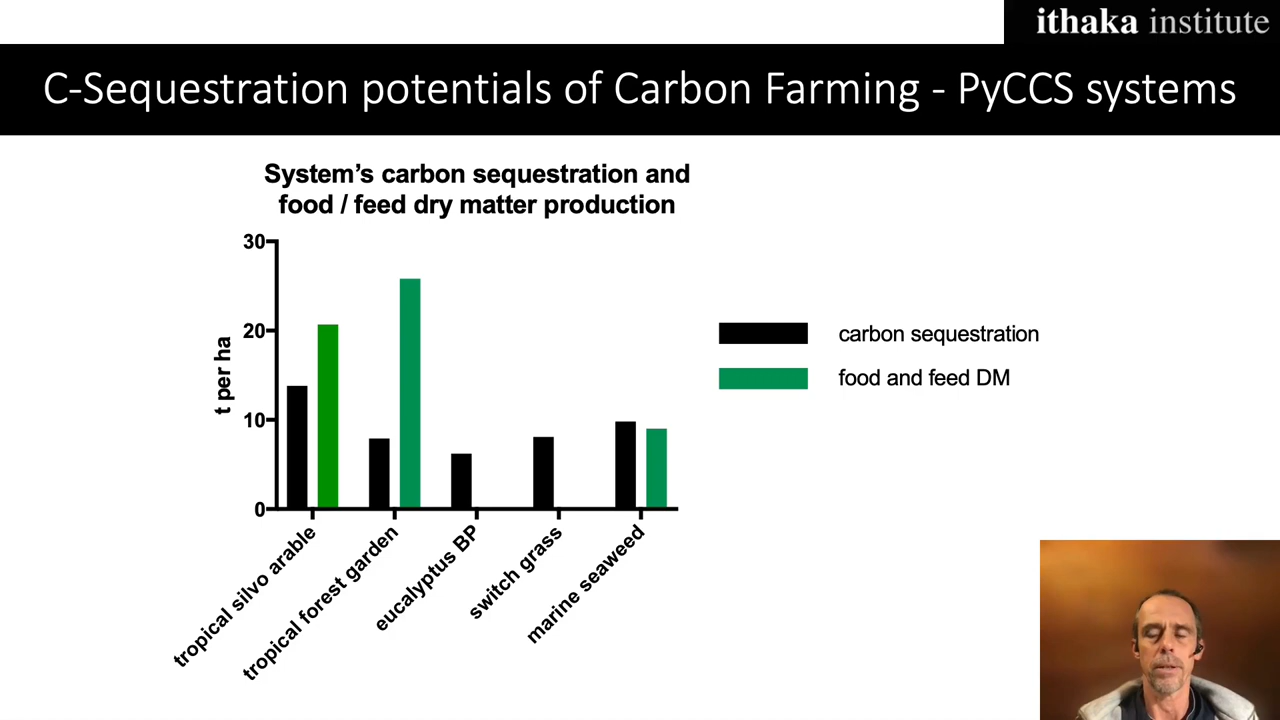 ithaka institute
C-Sequestration potentials of Carbon Farming - PyCCS systems
System's carbon sequestration and
food / feed dry matter production
30
20
10
0
t per ha
carbon sequestration
food and feed DM
tropical silvo arable
tropical forest garden
eucalyptus BP
switch grass
marine seaweed